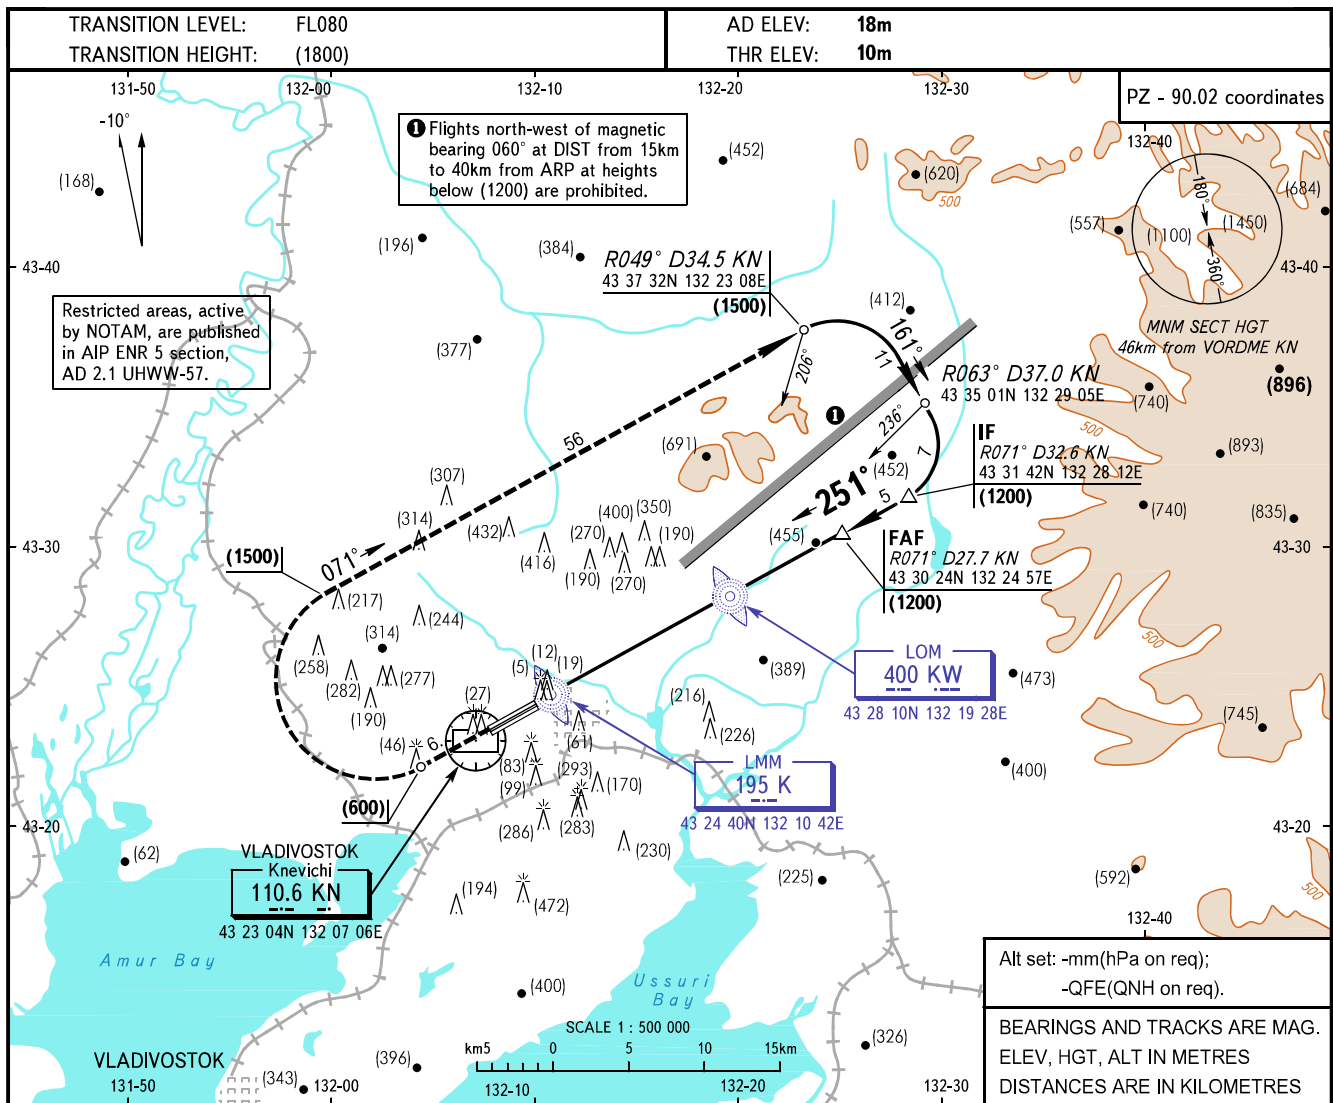 TRANSITION LEVEL: FL080
TRANSITION HEIGHT: (1800)
AD ELEV: 18m
THR ELEV: 10m
131-50
132-00
132-10
132-20
132-30
PZ - 90.02 coordinates
132-40
-10°
❶ Flights north-west of magnetic
bearing 060° at DIST from 15km
to 40km from ARP at heights
below (1200) are prohibited.
(168)
(452)
(620)
500
180°
(684)
(557)
(1100)
(1450)
360°
(196)
(384)
43-40
43-40
R049° D34.5 KN
43 37 32N 132 23 08E
(1500)
Restricted areas, active
by NOTAM, are published
in AIP ENR 5 section,
AD 2.1 UHWW-57.
(412)
161°
11
MNM SECT HGT
46km from VORDME KN
(377)
206°
R063° D37.0 KN
43 35 01N 132 29 05E
(740)
(896)
❶
236°
500
56
(691)
(452)
7
IF
R071° D32.6 KN
43 31 42N 132 28 12E
(1200)
(893)
(307)
251°
5
(314)
(432)
(400)
(350)
(270)
(190)
(740)
(835)
(455)
(416)
(190)
(270)
FAF
R071° D27.7 KN
43 30 24N 132 24 57E
(1200)
43-30
43-30
(1500)
071°
(217)
(244)
(314)
(258)
(282)
(277)
(190)
500
LOM
400 KW
43 28 10N 132 19 28E
(389)
(473)
(12)
(5)
(19)
(27)
(216)
(226)
(745)
(46)
6
(61)
(83)
(99)
(293)
(170)
LMM
195 K
43 24 40N 132 10 42E
(400)
(600)
(286)
(283)
(230)
43-20
43-20
(62)
VLADIVOSTOK
Knevichi
110.6 KN
43 23 04N 132 07 06E
(225)
(592)
500
(194)
(472)
132-40
Amur Bay
Ussuri
Bay
(400)
Alt set: -mm(hPa on req);
-QFE(QNH on req).
SCALE 1 : 500 000
km5 0 5 10 15km
(326)
BEARINGS AND TRACKS ARE MAG.
ELEV, HGT, ALT IN METRES
DISTANCES ARE IN KILOMETRES
VLADIVOSTOK
(396)
(343)
131-50
132-00
132-10
132-20
132-30